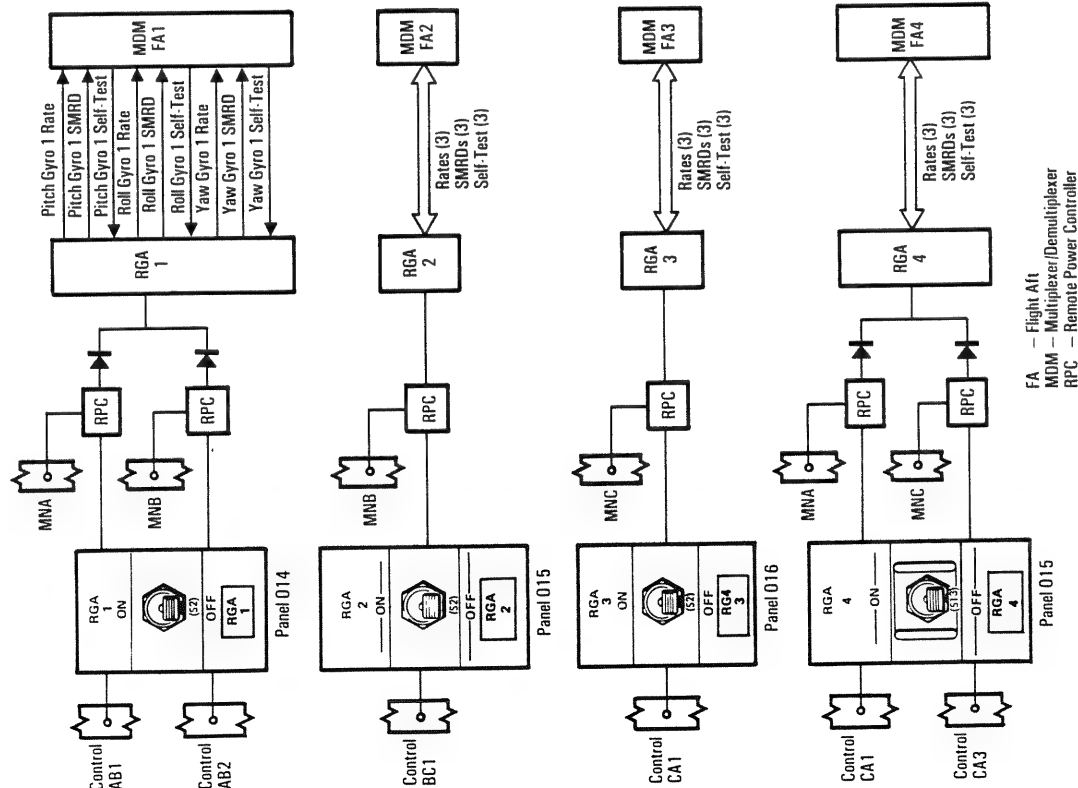 Control
AB1
Control
AB2
RGA
1
ON
(S2)
OFF
RGA
1
Panel O14
MNA
MNB
RPC
RPC
RGA
1
Pitch Gyro 1 Rate
Pitch Gyro 1 SMRD
Pitch Gyro 1 Self-Test
Roll Gyro 1 Rate
Roll Gyro 1 SMRD
Roll Gyro 1 Self-Test
Yaw Gyro 1 Rate
Yaw Gyro 1 SMRD
Yaw Gyro 1 Self-Test
MDM
FA1
Control
BC1
RGA
2
ON
(S2)
OFF
RGA
2
Panel O15
MNB
RPC
RGA
2
Rates (3)
SMRDs (3)
Self-Test (3)
MDM
FA2
Control
CA1
RGA
3
ON
(S2)
OFF
RG4
3
Panel O16
MNC
RPC
RGA
3
Rates (3)
SMRDs (3)
Self-Test (3)
MDM
FA3
Control
CA1
Control
CA3
RGA
4
ON
(S13)
OFF
RGA
4
Panel O15
MNA
MNC
RPC
RPC
RGA
4
Rates (3)
SMRDs (3)
Self-Test (3)
MDM
FA4
FA – Flight Aft
MDM – Multiplexer/Demultiplexer
RPC – Remote Power Controller